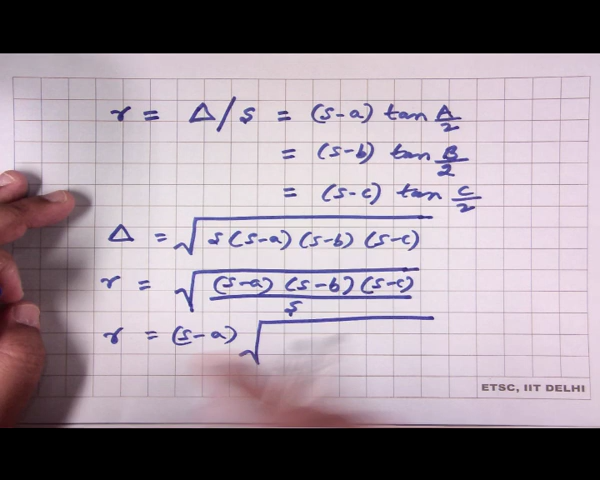 r = Δ/s = (s-a) tan A/2
= (s-b) tan B/2
= (s-c) tan C/2
Δ = √s(s-a)(s-b)(s-c)
r = √(s-a)(s-b)(s-c)/s
r = (s-a)√
ETSC, IIT DELHI